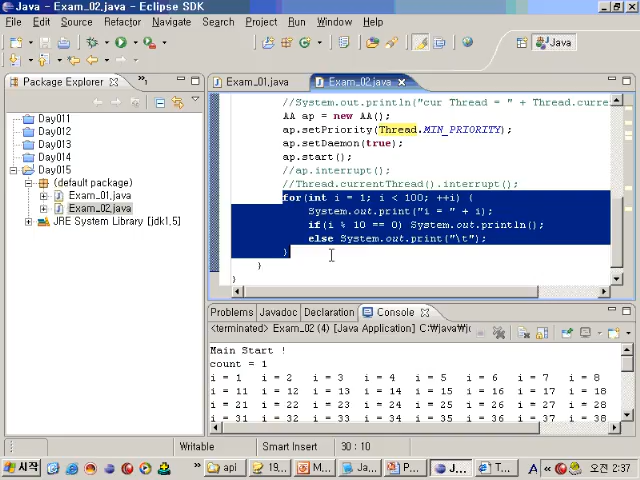 Java - Exam_02.java - Eclipse SDK
File Edit Source Refactor Navigate Search Project Run Window Help
Java
Package Explorer
Day011
Day012
Day013
Day014
Day015
(default package)
Exam_01.java
Exam_02.java
JRE System Library [jdk1.5]
Exam_01.java Exam_02.java
//System.out.println("cur Thread = " + Thread.curre
AA ap = new AA();
ap.setPriority(Thread.MIN_PRIORITY);
ap.setDaemon(true);
ap.start();
//ap.interrupt();
//Thread.currentThread().interrupt();
for(int i = 1; i < 100; ++i) {
System.out.print("i = " + i);
if(i % 10 == 0) System.out.println();
else System.out.print("\t");
}
}
}
Problems Javadoc Declaration Console
<terminated> Exam_02 (4) [Java Application] C:\java\jc
Main Start !
count = 1
i = 1 i = 2 i = 3 i = 4 i = 5 i = 6 i = 7 i = 8
i = 11 i = 12 i = 13 i = 14 i = 15 i = 16 i = 17 i = 18
i = 21 i = 22 i = 23 i = 24 i = 25 i = 26 i = 27 i = 28
i = 31 i = 32 i = 33 i = 34 i = 35 i = 36 i = 37 i = 38
Writable Smart Insert 30 : 10
시작 api 19... M... Ja... P... J... T... A 오후 2:37